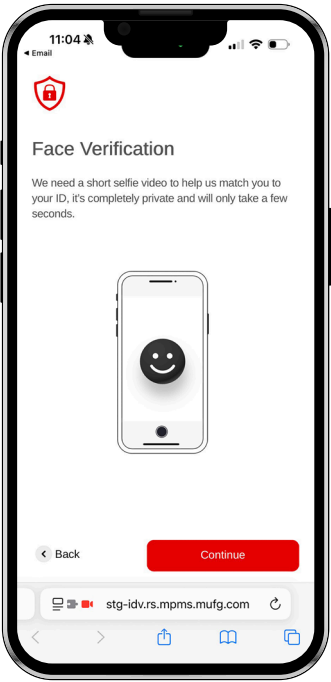 11:04
Email
Face Verification
We need a short selfie video to help us match you to
your ID, it's completely private and will only take a few
seconds.
Back
Continue
stg-idv.rs.mpms.mufg.com